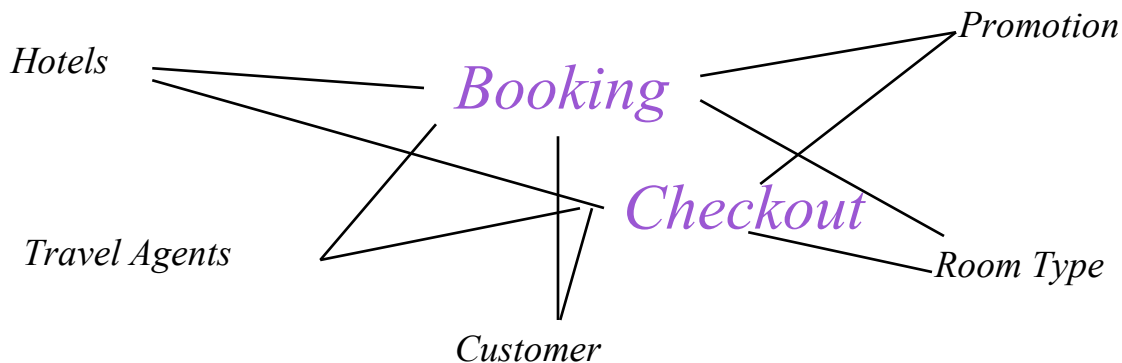 Promotion
Hotels
Booking
Checkout
Travel Agents
Room Type
Customer